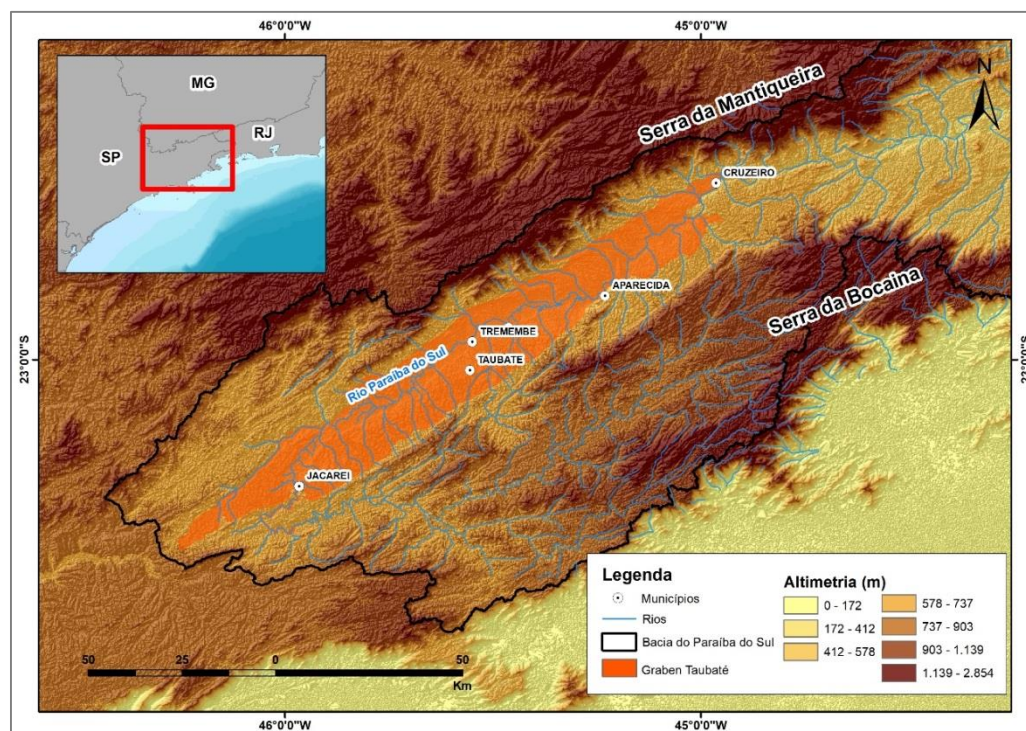 46°0'0"W
45°0'0"W
MG
SP
RJ
Serra da Mantiqueira
N
CRUZEIRO
Serra da Bocaina
APARECIDA
TREMEMBE
23°0'0"S
23°0'0"S
Rio Paraíba do Sul
TAUBATE
JACAREI
Legenda
Municípios
Rios
Bacia do Paraíba do Sul
Graben Taubaté
Altimetria (m)
0 - 172
172 - 412
412 - 578
578 - 737
737 - 903
903 - 1.139
1.139 - 2.854
50 25 0 50
Km
46°0'0"W
45°0'0"W